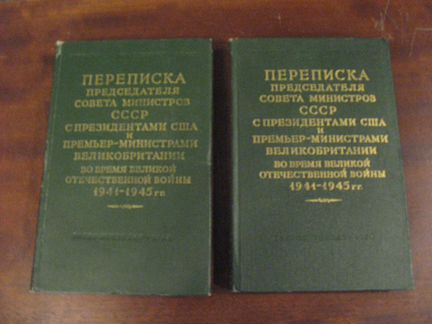 ПЕРЕПИСКА
ПРЕДСЕДАТЕЛЯ
СОВЕТА МИНИСТРОВ
СССР
С ПРЕЗИДЕНТАМИ США
И
ПРЕМЬЕР-МИНИСТРАМИ
ВЕЛИКОБРИТАНИИ
ВО ВРЕМЯ ВЕЛИКОЙ
ОТЕЧЕСТВЕННОЙ ВОЙНЫ
1941-1945 гг.
ПЕРЕПИСКА
ПРЕДСЕДАТЕЛЯ
СОВЕТА МИНИСТРОВ
СССР
С ПРЕЗИДЕНТАМИ США
И
ПРЕМЬЕР-МИНИСТРАМИ
ВЕЛИКОБРИТАНИИ
ВО ВРЕМЯ ВЕЛИКОЙ
ОТЕЧЕСТВЕННОЙ ВОЙНЫ
1941-1945 гг.